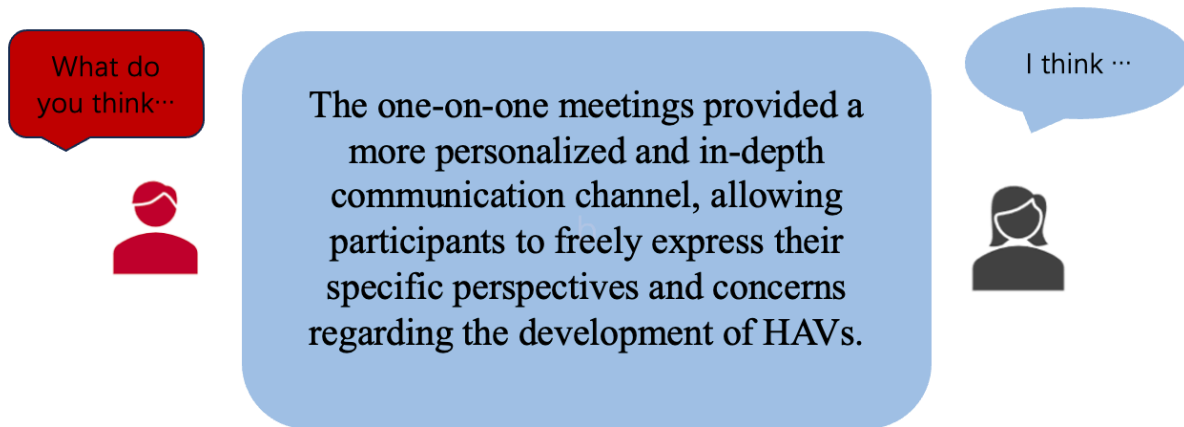 What do
you think…
I think …
The one-on-one meetings provided a
more personalized and in-depth
communication channel, allowing
participants to freely express their
specific perspectives and concerns
regarding the development of HAVs.